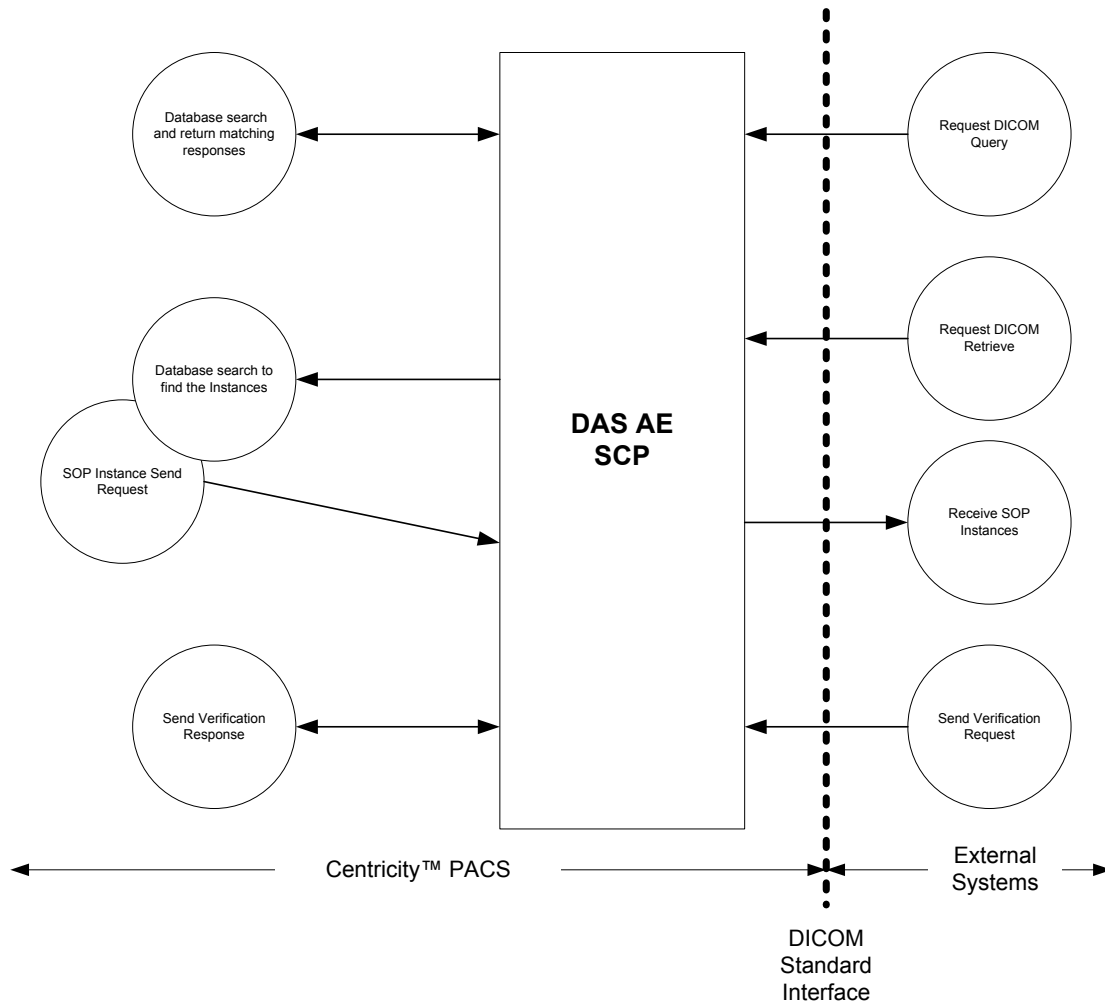 Database search
and return matching
responses
Request DICOM
Query
Request DICOM
Retrieve
Database search to
find the Instances
DAS AE
SCP
SOP Instance Send
Request
Receive SOP
Instances
Send Verification
Response
Send Verification
Request
Centricity™ PACS
External
Systems
DICOM
Standard
Interface